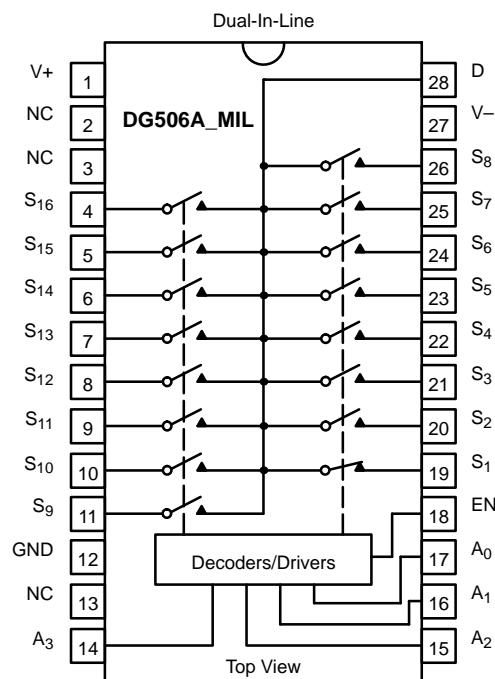 Dual-In-Line
V+ 1 28 D
NC 2 DG506A_MIL 27 V–
NC 3 26 S8
S16 4 25 S7
S15 5 24 S6
S14 6 23 S5
S13 7 22 S4
S12 8 21 S3
S11 9 20 S2
S10 10 19 S1
S9 11 18 EN
GND 12 Decoders/Drivers 17 A0
NC 13 16 A1
A3 14 15 A2
Top View